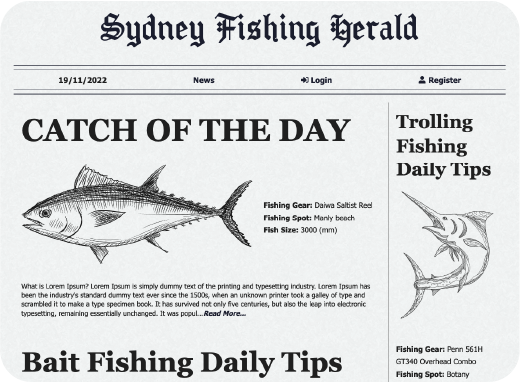 Sydney Fishing Herald
19/11/2022 News Login Register
CATCH OF THE DAY
Fishing Gear: Daiwa Saltist Reel
Fishing Spot: Manly beach
Fish Size: 3000 (mm)
What is Lorem Ipsum? Lorem Ipsum is simply dummy text of the printing and typesetting industry. Lorem Ipsum has
been the industry's standard dummy text ever since the 1500s, when an unknown printer took a galley of type and
scrambled it to make a type specimen book. It has survived not only five centuries, but also the leap into electronic
typesetting, remaining essentially unchanged. It was popul...Read More...
Bait Fishing Daily Tips
Trolling
Fishing
Daily Tips
Fishing Gear: Penn 561H
GT340 Overhead Combo
Fishing Spot: Botany